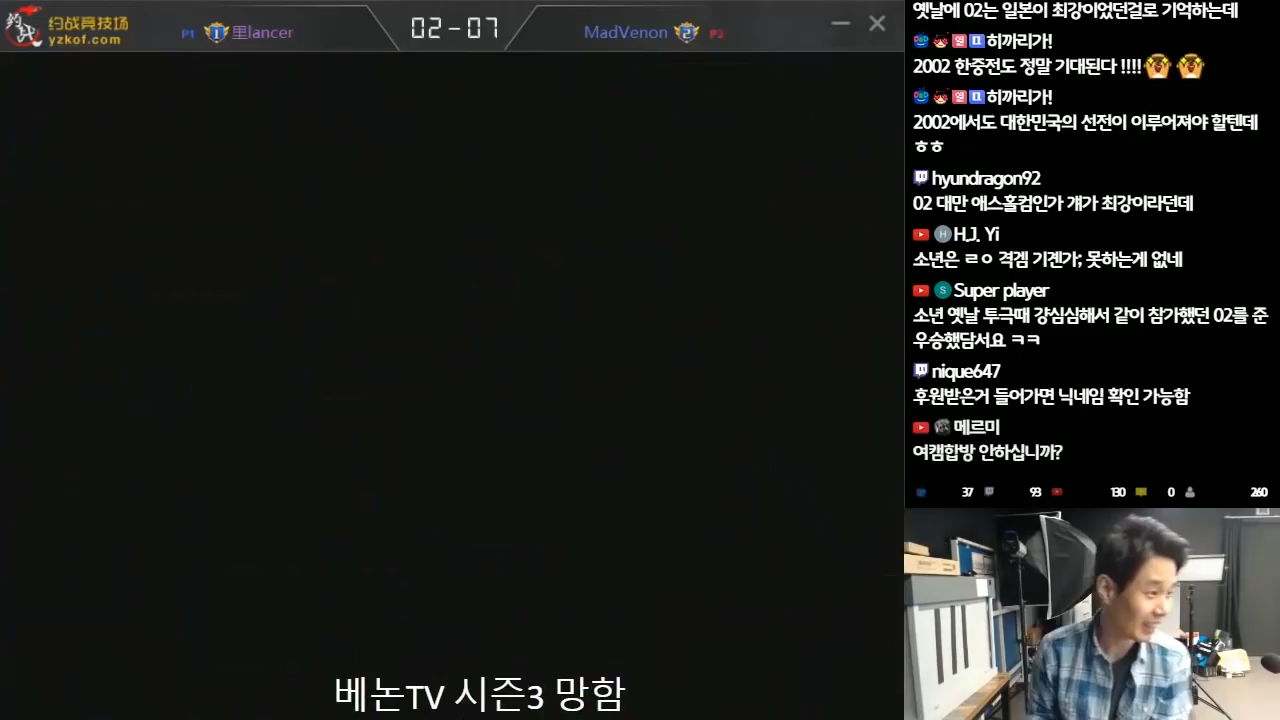 约战竞技场
yzkof.com
P1 1 里lancer
02-07
MadVenon 2 P2
옛날에 02는 일본이 최강이었던걸로 기억하는데
열 미 히까리가!
2002 한중전도 정말 기대된다 !!!!
열 미 히까리가!
2002에서도 대한민국의 선전이 이루어져야 할텐데
ㅎㅎ
hyundragon92
02 대만 애스홀컴인가 걔가 최강이라던데
H H.J. Yi
소년은 ㄹㅇ 격겜 기겐가; 못하는게 없네
S Super player
소년 옛날 투극때 걍심심해서 같이 참가했던 02를 준
우승했담서요 ㅋㅋ
nique647
후원받은거 들어가면 닉네임 확인 가능함
메르미
여캠합방 안하십니까?
37 93 130 0 260
베논TV 시즌3 망함